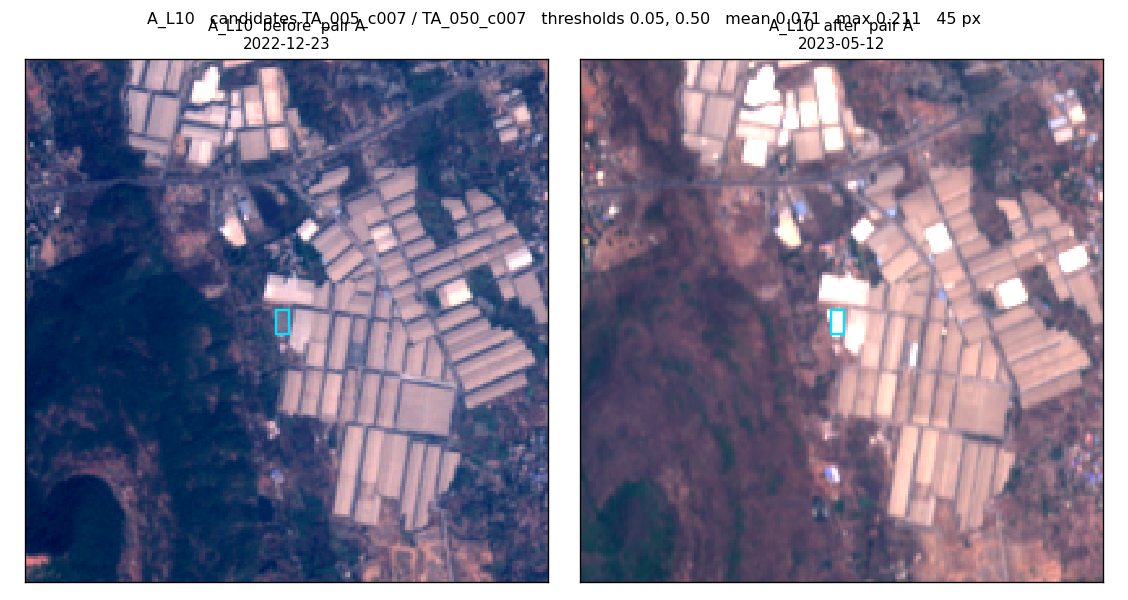 A_L10   candidates TA_005_c007 / TA_050_c007   thresholds 0.05, 0.50   mean 0.071   max 0.211   45 px
A_L10  before  pair A
2022-12-23
A_L10  after  pair A
2023-05-12